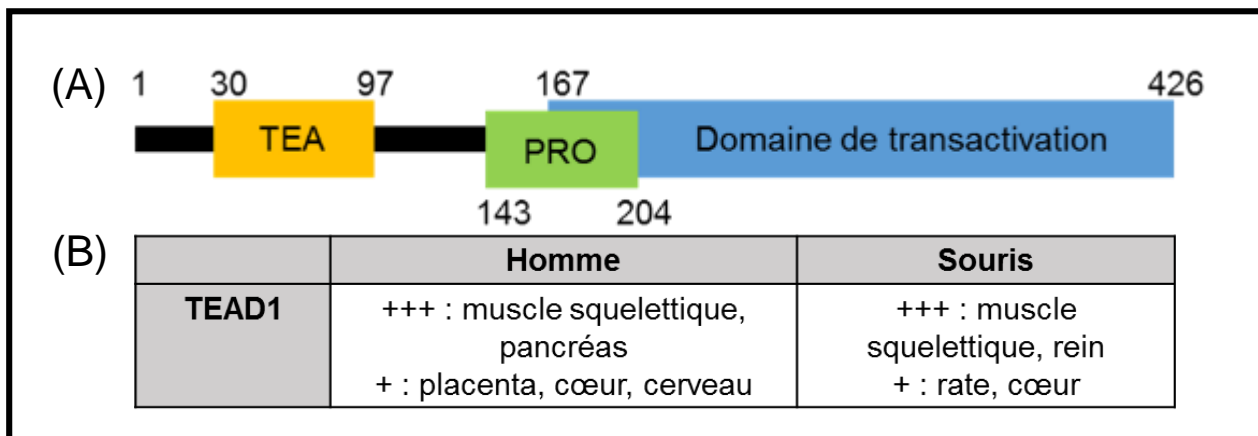 (A) 1 30 97 167 426
TEA PRO Domaine de transactivation
143 204
(B) Homme Souris
TEAD1 +++ : muscle squelettique, +++ : muscle
pancréas squelettique, rein
+ : placenta, cœur, cerveau + : rate, cœur